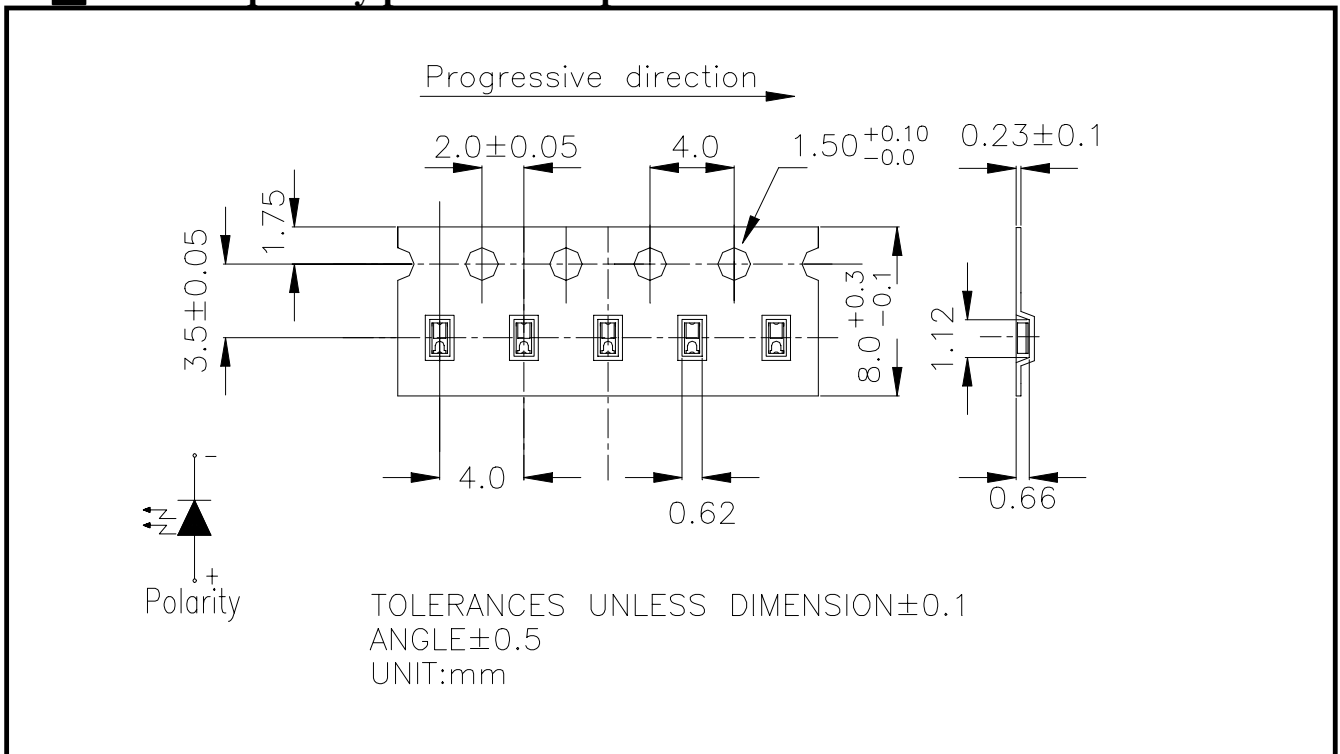 Progressive direction
2.0±0.05
4.0
1.50 +0.10 -0.0
0.23±0.1
1.75
3.5±0.05
8.0 +0.3 -0.1
1.12
4.0
0.62
0.66
-
+
Polarity
TOLERANCES UNLESS DIMENSION±0.1
ANGLE±0.5
UNIT:mm